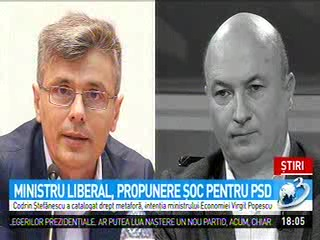 ȘTIRI
MINISTRU LIBERAL, PROPUNERE SOC PENTRU PSD
Codrin Ștefănescu a catalogat drept metaforă, intenția ministrului Economiei Virgil Popescu
EGERILOR PREZIDENȚIALE, AR PUTEA LUA NAȘTERE UN NOU PARTID, ACUM, CHIAR
18:05